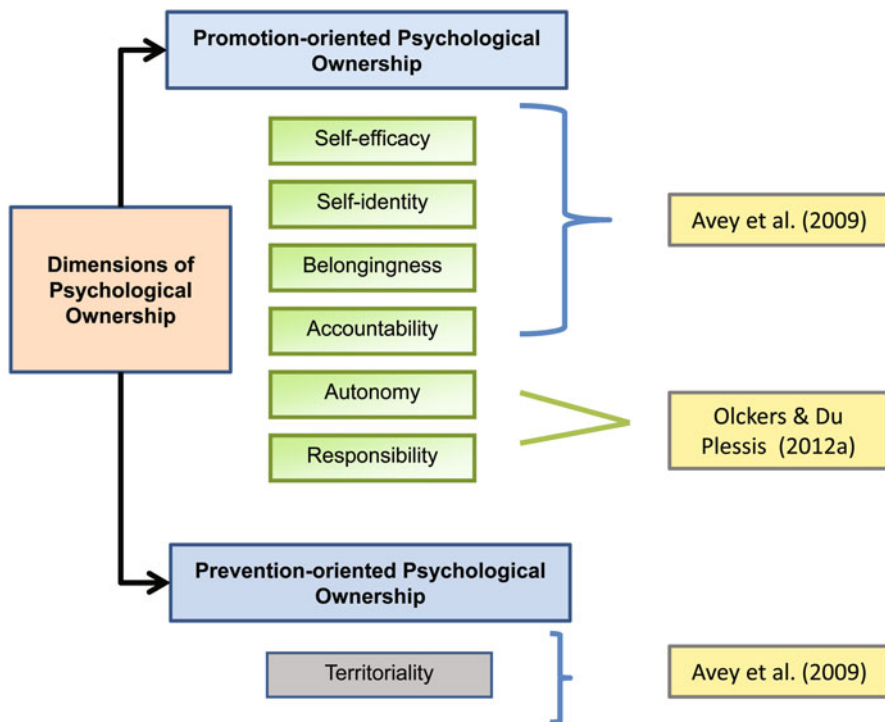 Promotion-oriented Psychological
Ownership
Self-efficacy
Self-identity
Belongingness
Accountability
Autonomy
Responsibility
Avey et al. (2009)
Olckers & Du
Plessis (2012a)
Dimensions of
Psychological
Ownership
Prevention-oriented Psychological
Ownership
Territoriality
Avey et al. (2009)